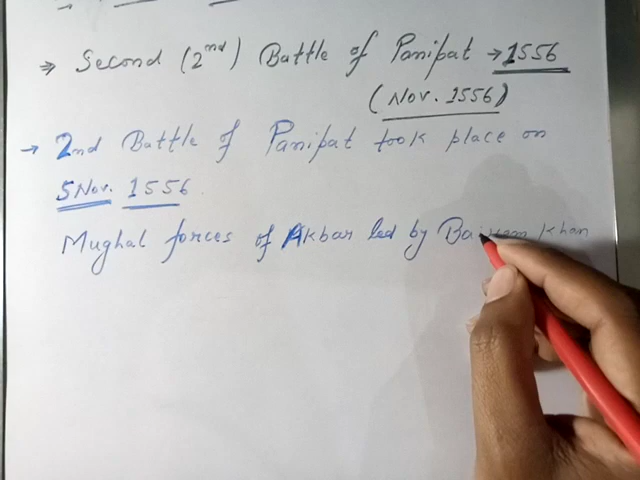 ⇒ Second (2nd) Battle of Panipat → 1556
(Nov. 1556)
→ 2nd Battle of Panipat took place on
5 Nov. 1556.
Mughal forces of Akbar led by Bairam Khan